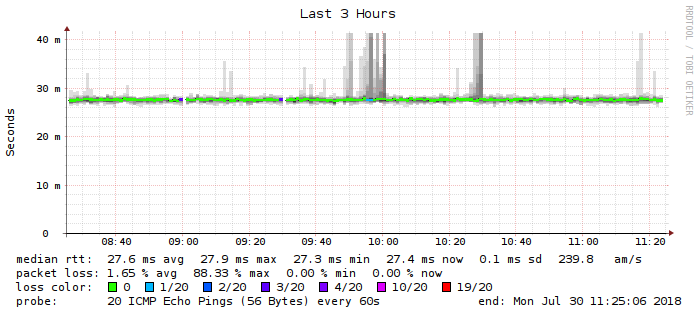 Last 3 Hours
RRDTOOL / TOBI OETIKER
Seconds
40 m
30 m
20 m
10 m
0
08:40 09:00 09:20 09:40 10:00 10:20 10:40 11:00 11:20
median rtt: 27.6 ms avg 27.9 ms max 27.3 ms min 27.4 ms now 0.1 ms sd 239.8 am/s
packet loss: 1.65 % avg 88.33 % max 0.00 % min 0.00 % now
loss color: 0 1/20 2/20 3/20 4/20 10/20 19/20
probe: 20 ICMP Echo Pings (56 Bytes) every 60s end: Mon Jul 30 11:25:06 2018